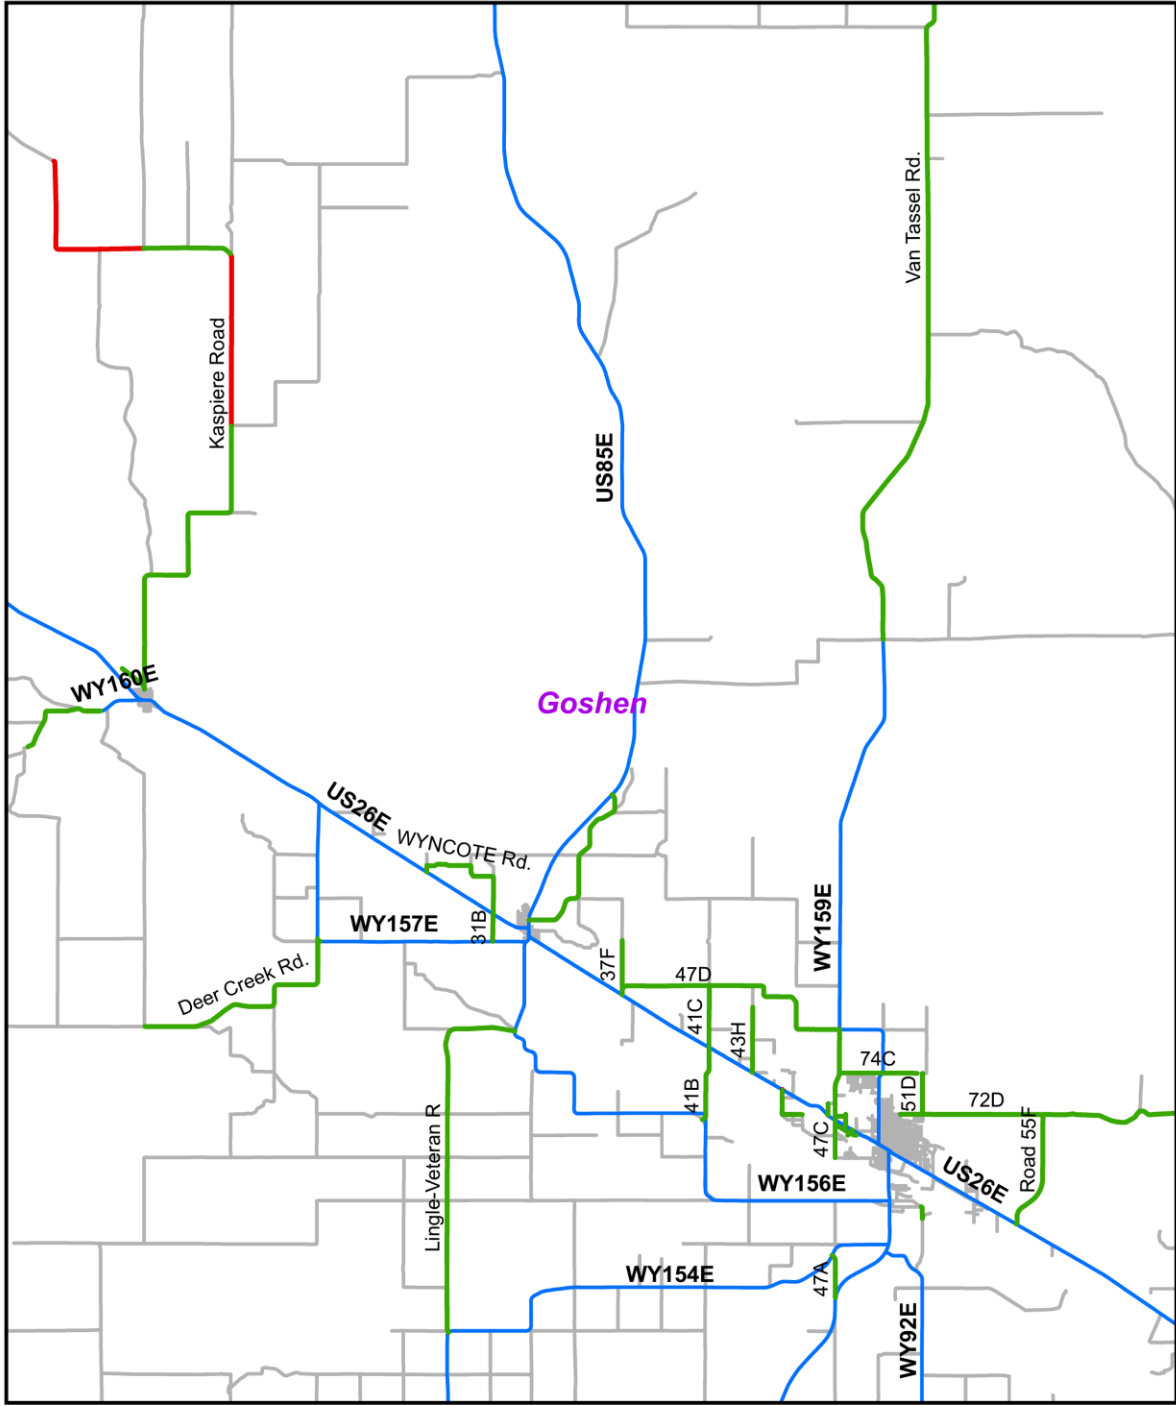 Van Tassel Rd.
Kaspiere Road
US85E
WY160E
Goshen
US26E
WYNCOTE Rd.
WY157E
31B
WY159E
37F
47D
Deer Creek Rd.
41C
43H
74C
51D
41B
72D
47C
Road 55F
Lingle-Veteran R
WY156E
US26E
WY154E
47A
WY92E